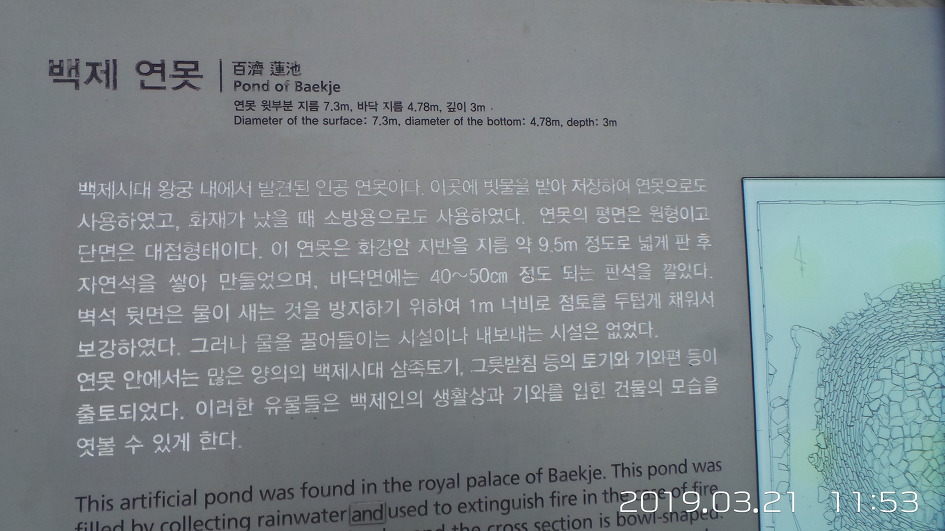 백제 연못
百濟 蓮池
Pond of Baekje
연못 윗부분 지름 7.3m, 바닥 지름 4.78m, 깊이 3m
Diameter of the surface: 7.3m, diameter of the bottom: 4.78m, depth: 3m
백제시대 왕궁 내에서 발견된 인공 연못이다. 이곳에 빗물을 받아 저장하여 연못으로도
사용하였고, 화재가 났을 때 소방용으로도 사용하였다. 연못의 평면은 원형이고
단면은 대접형태이다. 이 연못은 화강암 지반을 지름 약 9.5m 정도로 넓게 판 후
자연석을 쌓아 만들었으며, 바닥면에는 40~50㎝ 정도 되는 판석을 깔았다.
벽석 뒷면은 물이 새는 것을 방지하기 위하여 1m 너비로 점토를 두텁게 채워서
보강하였다. 그러나 물을 끌어들이는 시설이나 내보내는 시설은 없었다.
연못 안에서는 많은 양의의 백제시대 삼족토기, 그릇받침 등의 토기와 기와편 등이
출토되었다. 이러한 유물들은 백제인의 생활상과 기와를 입힌 건물의 모습을
엿볼 수 있게 한다.
This artificial pond was found in the royal palace of Baekje. This pond was
filled by collecting rainwater and used to extinguish fire in the case of fire.
and the cross section is bowl-shaped.
2019.03.21 11:53